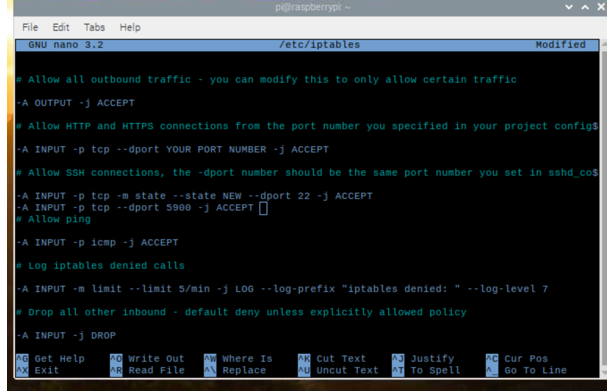 pi@raspberrypi: ~
File Edit Tabs Help
GNU nano 3.2 /etc/iptables Modified
# Allow all outbound traffic - you can modify this to only allow certain traffic
-A OUTPUT -j ACCEPT
# Allow HTTP and HTTPS connections from the port number you specified in your project config$
-A INPUT -p tcp --dport YOUR PORT NUMBER -j ACCEPT
# Allow SSH connections, the -dport number should be the same port number you set in sshd_co$
-A INPUT -p tcp -m state --state NEW --dport 22 -j ACCEPT
-A INPUT -p tcp --dport 5900 -j ACCEPT
# Allow ping
-A INPUT -p icmp -j ACCEPT
# Log iptables denied calls
-A INPUT -m limit --limit 5/min -j LOG --log-prefix "iptables denied: " --log-level 7
# Drop all other inbound - default deny unless explicitly allowed policy
-A INPUT -j DROP
^G Get Help ^O Write Out ^W Where Is ^K Cut Text ^J Justify ^C Cur Pos
^X Exit ^R Read File ^\ Replace ^U Uncut Text ^T To Spell ^_ Go To Line